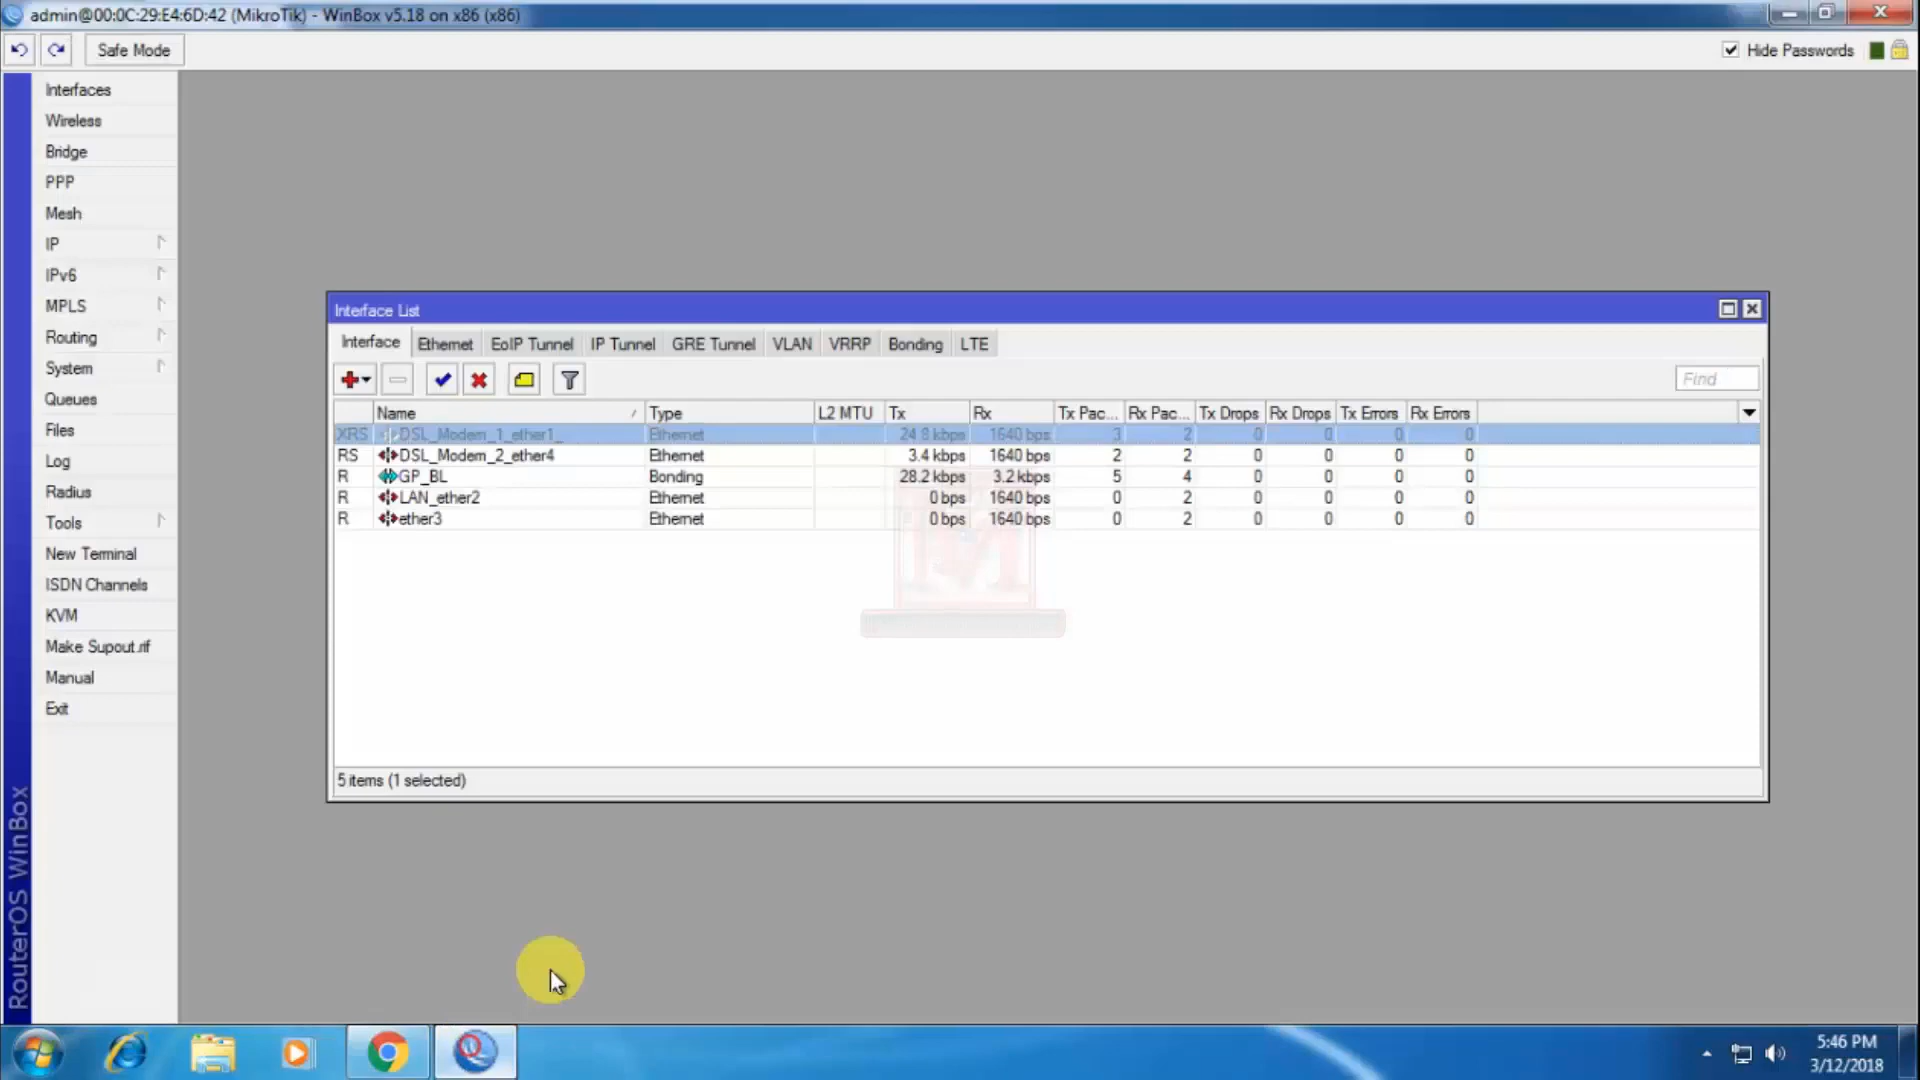 admin@00:0C:29:E4:6D:42 (MikroTik) - WinBox v5.18 on x86 (x86)
Safe Mode
Hide Passwords
Interfaces
Wireless
Bridge
PPP
Mesh
IP
IPv6
MPLS
Routing
System
Queues
Files
Log
Radius
Tools
New Terminal
ISDN Channels
KVM
Make Supout.rif
Manual
Exit
RouterOS WinBox
Interface List
Interface Ethernet EoIP Tunnel IP Tunnel GRE Tunnel VLAN VRRP Bonding LTE
Find
Name Type L2 MTU Tx Rx Tx Pac... Rx Pac... Tx Drops Rx Drops Tx Errors Rx Errors
XRS DSL_Modem_1_ether1_ Ethernet 24.8 kbps 1640 bps 3 2 0 0 0 0
RS DSL_Modem_2_ether4 Ethernet 3.4 kbps 1640 bps 2 2 0 0 0 0
R GP_BL Bonding 28.2 kbps 3.2 kbps 5 4 0 0 0 0
R LAN_ether2 Ethernet 0 bps 1640 bps 0 2 0 0 0 0
R ether3 Ethernet 0 bps 1640 bps 0 2 0 0 0 0
5 items (1 selected)
5:46 PM
3/12/2018